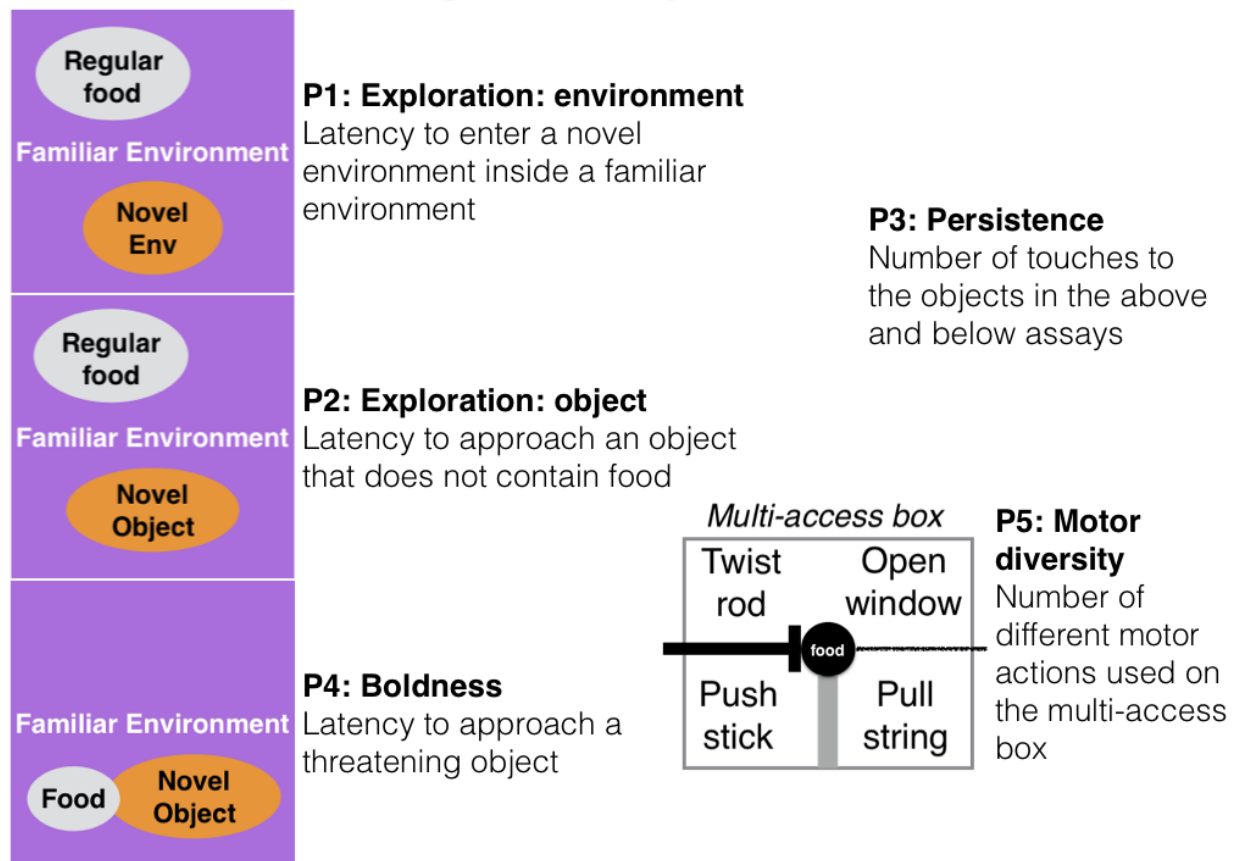 Regular
food
Familiar Environment
Novel
Env
P1: Exploration: environment
Latency to enter a novel
environment inside a familiar
environment
P3: Persistence
Number of touches to
the objects in the above
and below assays
Regular
food
Familiar Environment
Novel
Object
P2: Exploration: object
Latency to approach an object
that does not contain food
Multi-access box
Twist
rod
Open
window
food
Push
stick
Pull
string
P5: Motor
diversity
Number of
different motor
actions used on
the multi-access
box
Familiar Environment
Food
Novel
Object
P4: Boldness
Latency to approach a
threatening object